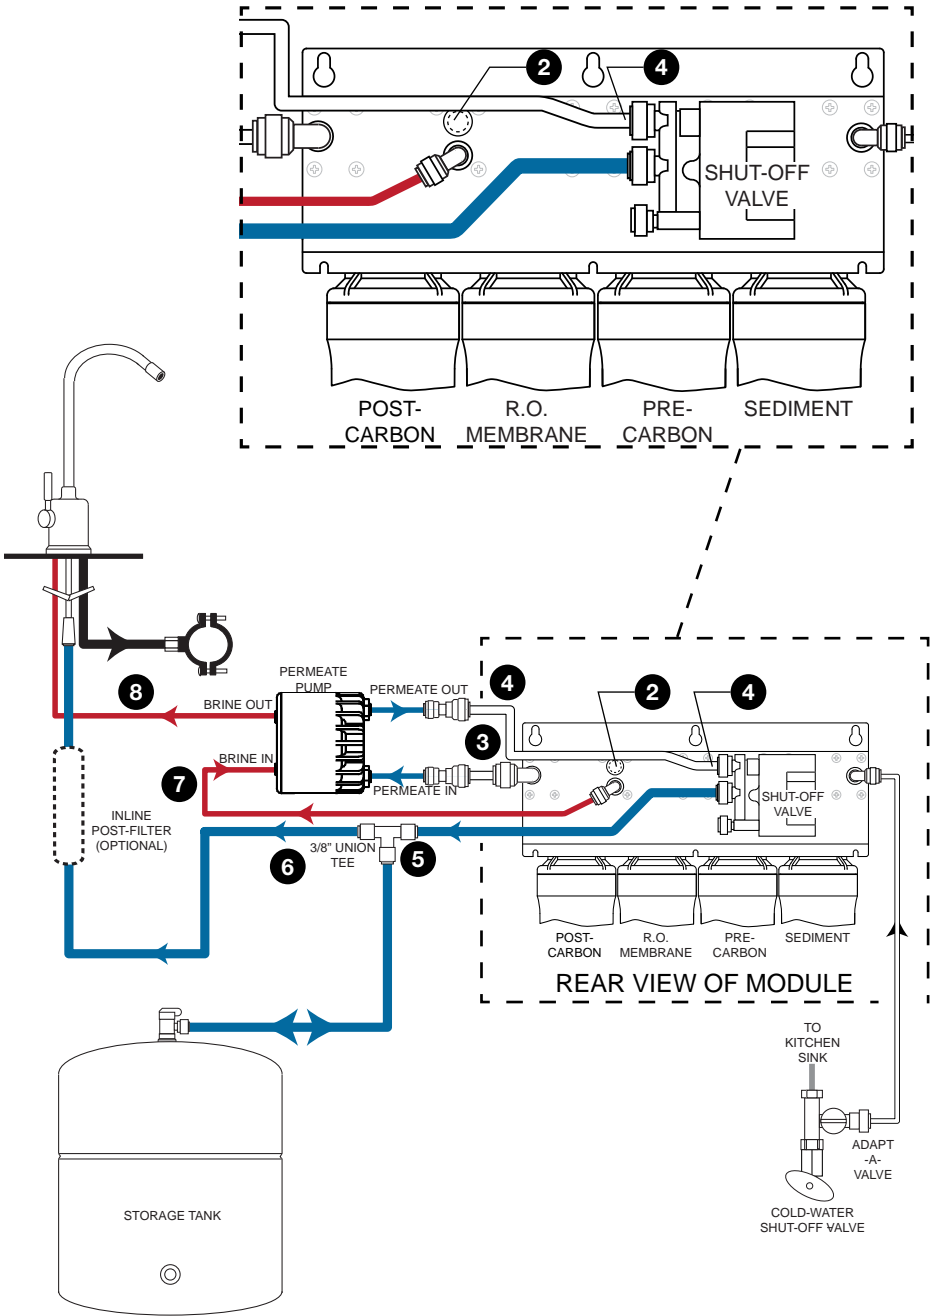 2
4
SHUT-OFF
VALVE
POST-
CARBON
R.O.
MEMBRANE
PRE-
CARBON
SEDIMENT
PERMEATE
PUMP
8
BRINE OUT
PERMEATE OUT
4
2
4
3
BRINE IN
7
PERMEATE IN
SHUT-OFF
VALVE
INLINE
POST-FILTER
(OPTIONAL)
6
3/8" UNION
TEE
5
POST-
CARBON
R.O.
MEMBRANE
PRE-
CARBON
SEDIMENT
REAR VIEW OF MODULE
TO
KITCHEN
SINK
ADAPT
-A-
VALVE
STORAGE TANK
COLD-WATER
SHUT-OFF VALVE